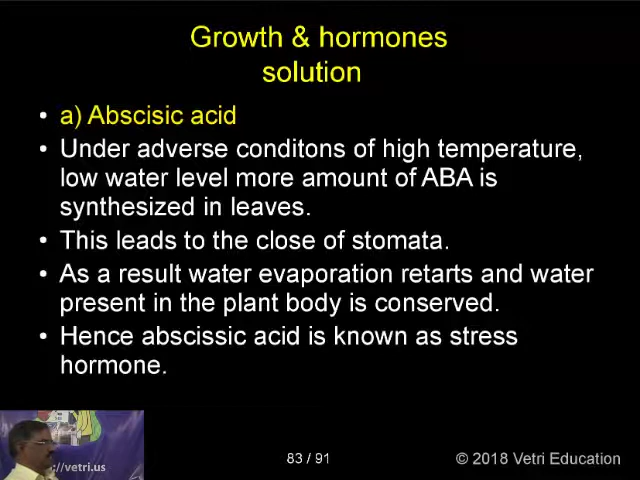 Growth & hormones
solution
• a) Abscisic acid
• Under adverse conditons of high temperature,
low water level more amount of ABA is
synthesized in leaves.
• This leads to the close of stomata.
• As a result water evaporation retarts and water
present in the plant body is conserved.
• Hence abscissic acid is known as stress
hormone.
://vetri.us
83 / 91
© 2018 Vetri Education